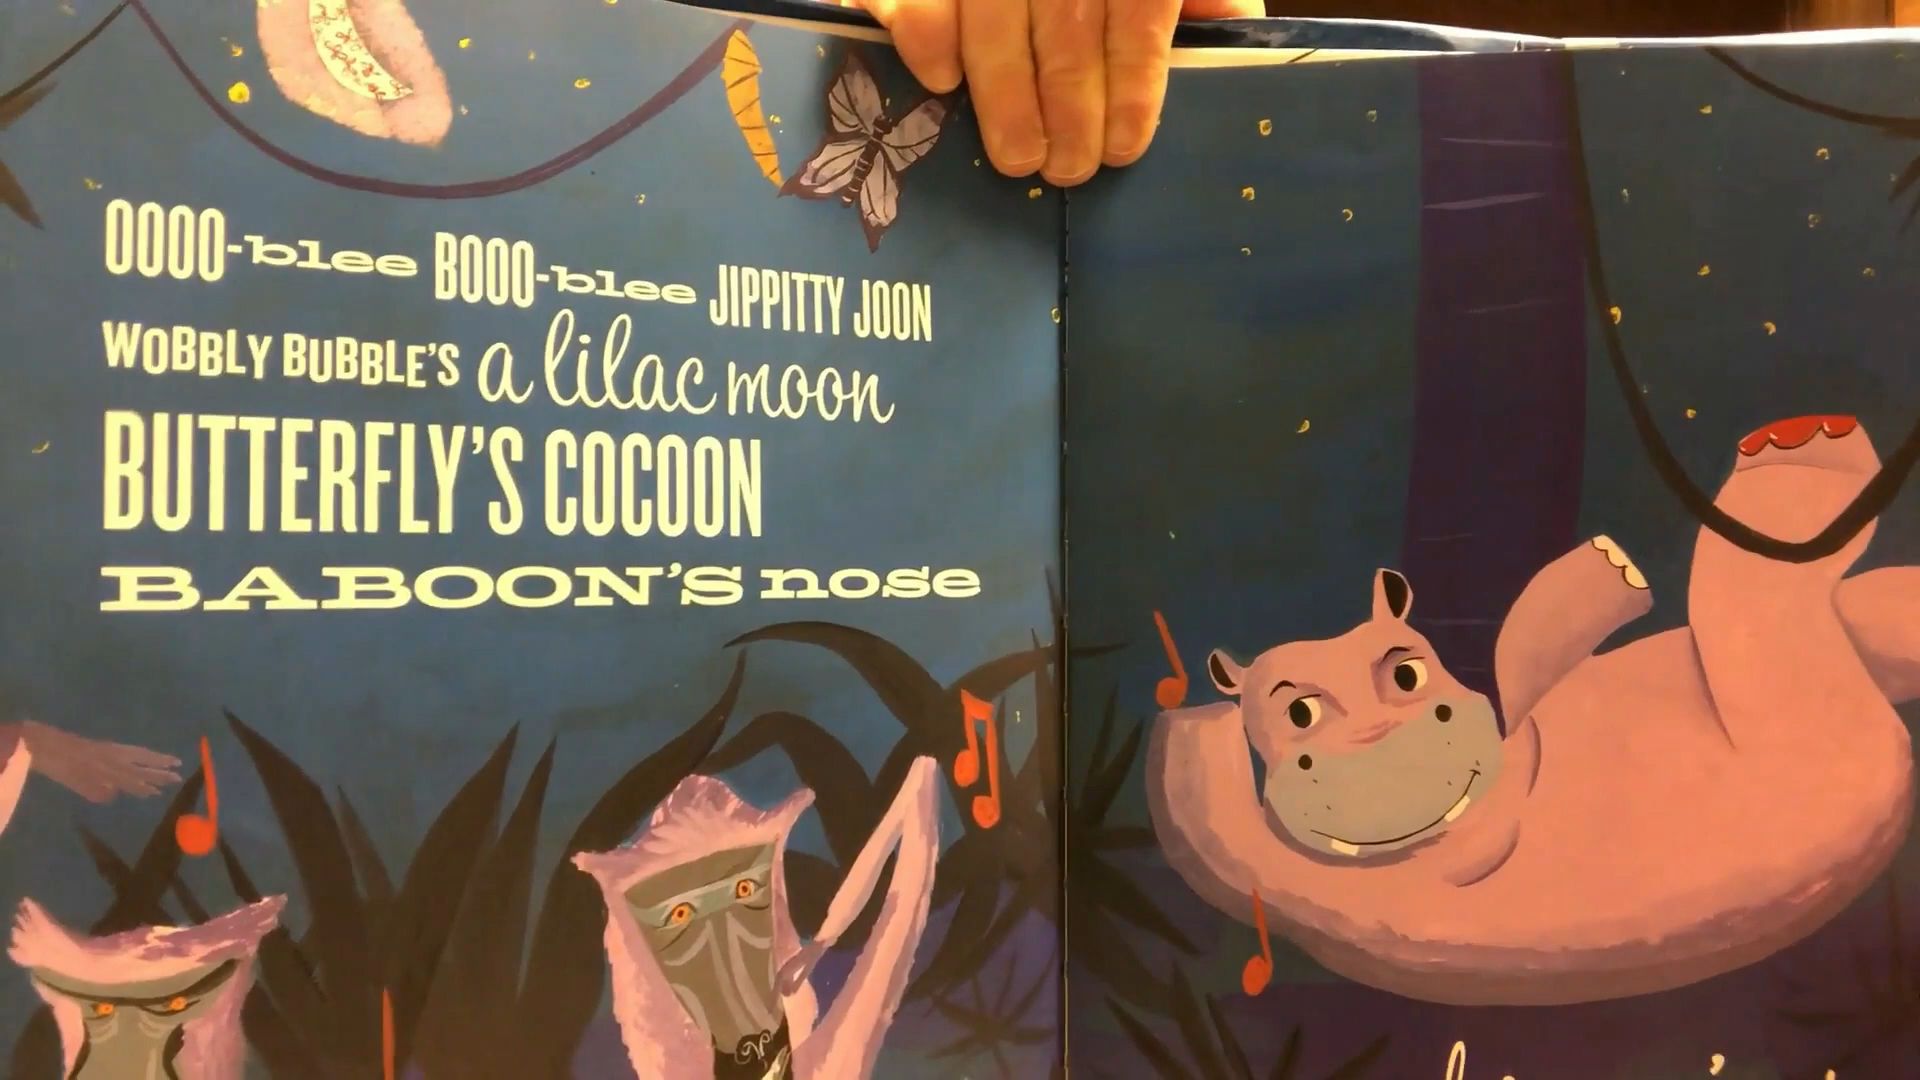 OOOO-blee BOOO-blee JIPPITTY JOON
WOBBLY BUBBLE'S a lilac moon
BUTTERFLY'S COCOON
BABOON'S nose